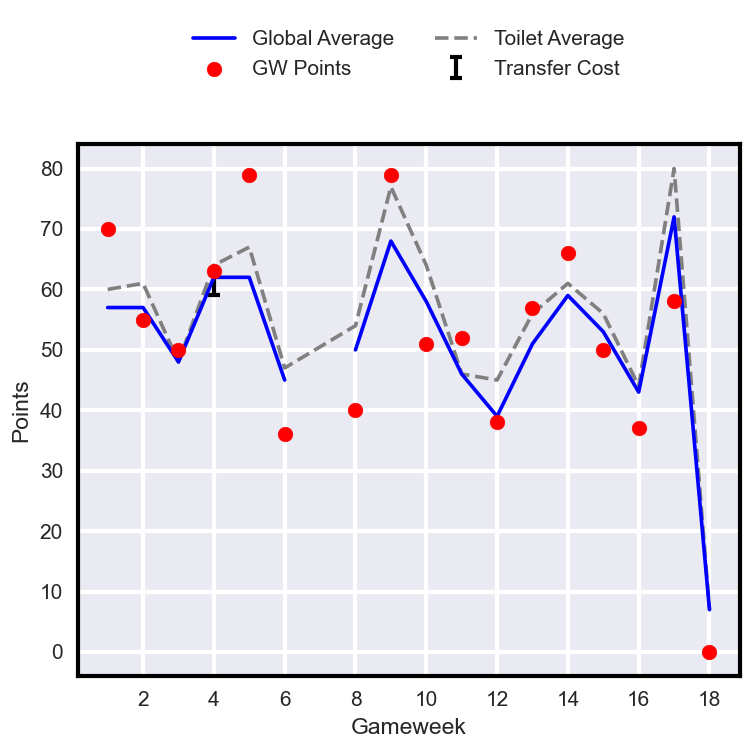 Global Average
Toilet Average
GW Points
Transfer Cost
80
70
60
50
40
30
20
10
0
Points
2 4 6 8 10 12 14 16 18
Gameweek